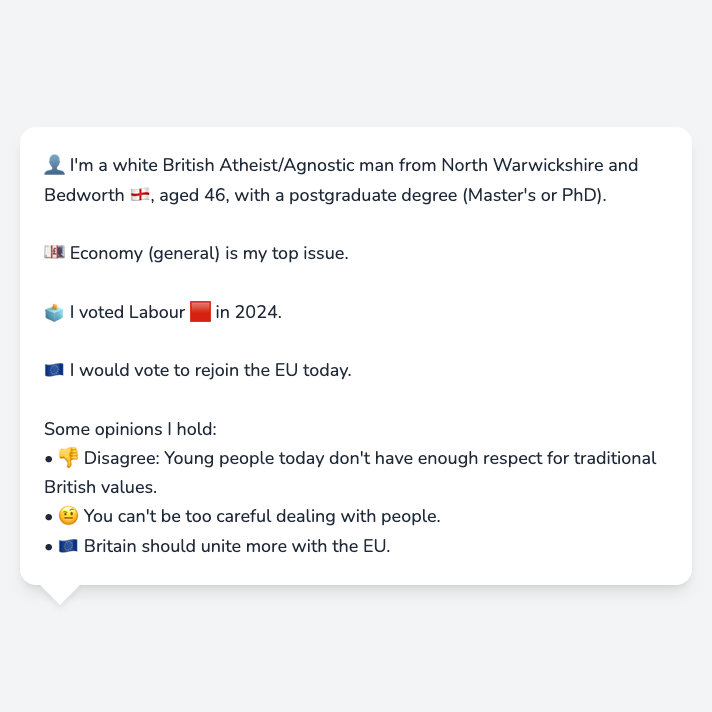 👤 I'm a white British Atheist/Agnostic man from North Warwickshire and
Bedworth 🏴󠁧󠁢󠁥󠁮󠁧󠁿, aged 46, with a postgraduate degree (Master's or PhD).
💷 Economy (general) is my top issue.
🗳️ I voted Labour 🟥 in 2024.
🇪🇺 I would vote to rejoin the EU today.
Some opinions I hold:
• 👎 Disagree: Young people today don't have enough respect for traditional
British values.
• 🤨 You can't be too careful dealing with people.
• 🇪🇺 Britain should unite more with the EU.